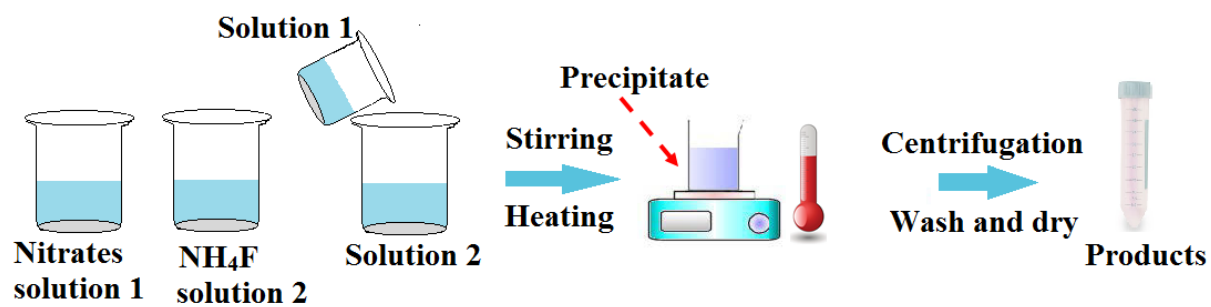 Solution 1
Precipitate
Stirring
Heating
Centrifugation
Wash and dry
Nitrates
solution 1
NH₄F
solution 2
Solution 2
Products